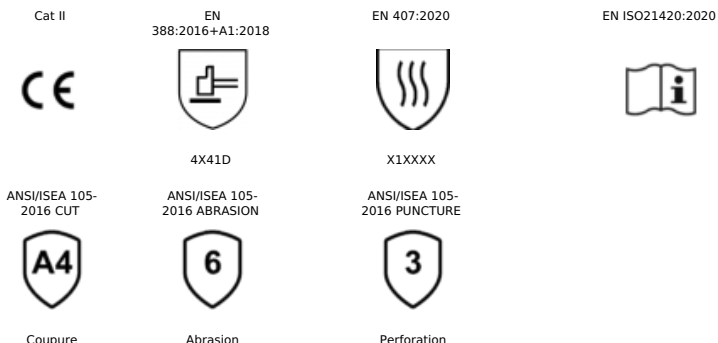 Cat II
EN
388:2016+A1:2018
EN 407:2020
EN ISO21420:2020
CE
i
4X41D
X1XXXX
ANSI/ISEA 105-
2016 CUT
ANSI/ISEA 105-
2016 ABRASION
ANSI/ISEA 105-
2016 PUNCTURE
A4
6
3
Coupure
Abrasion
Perforation